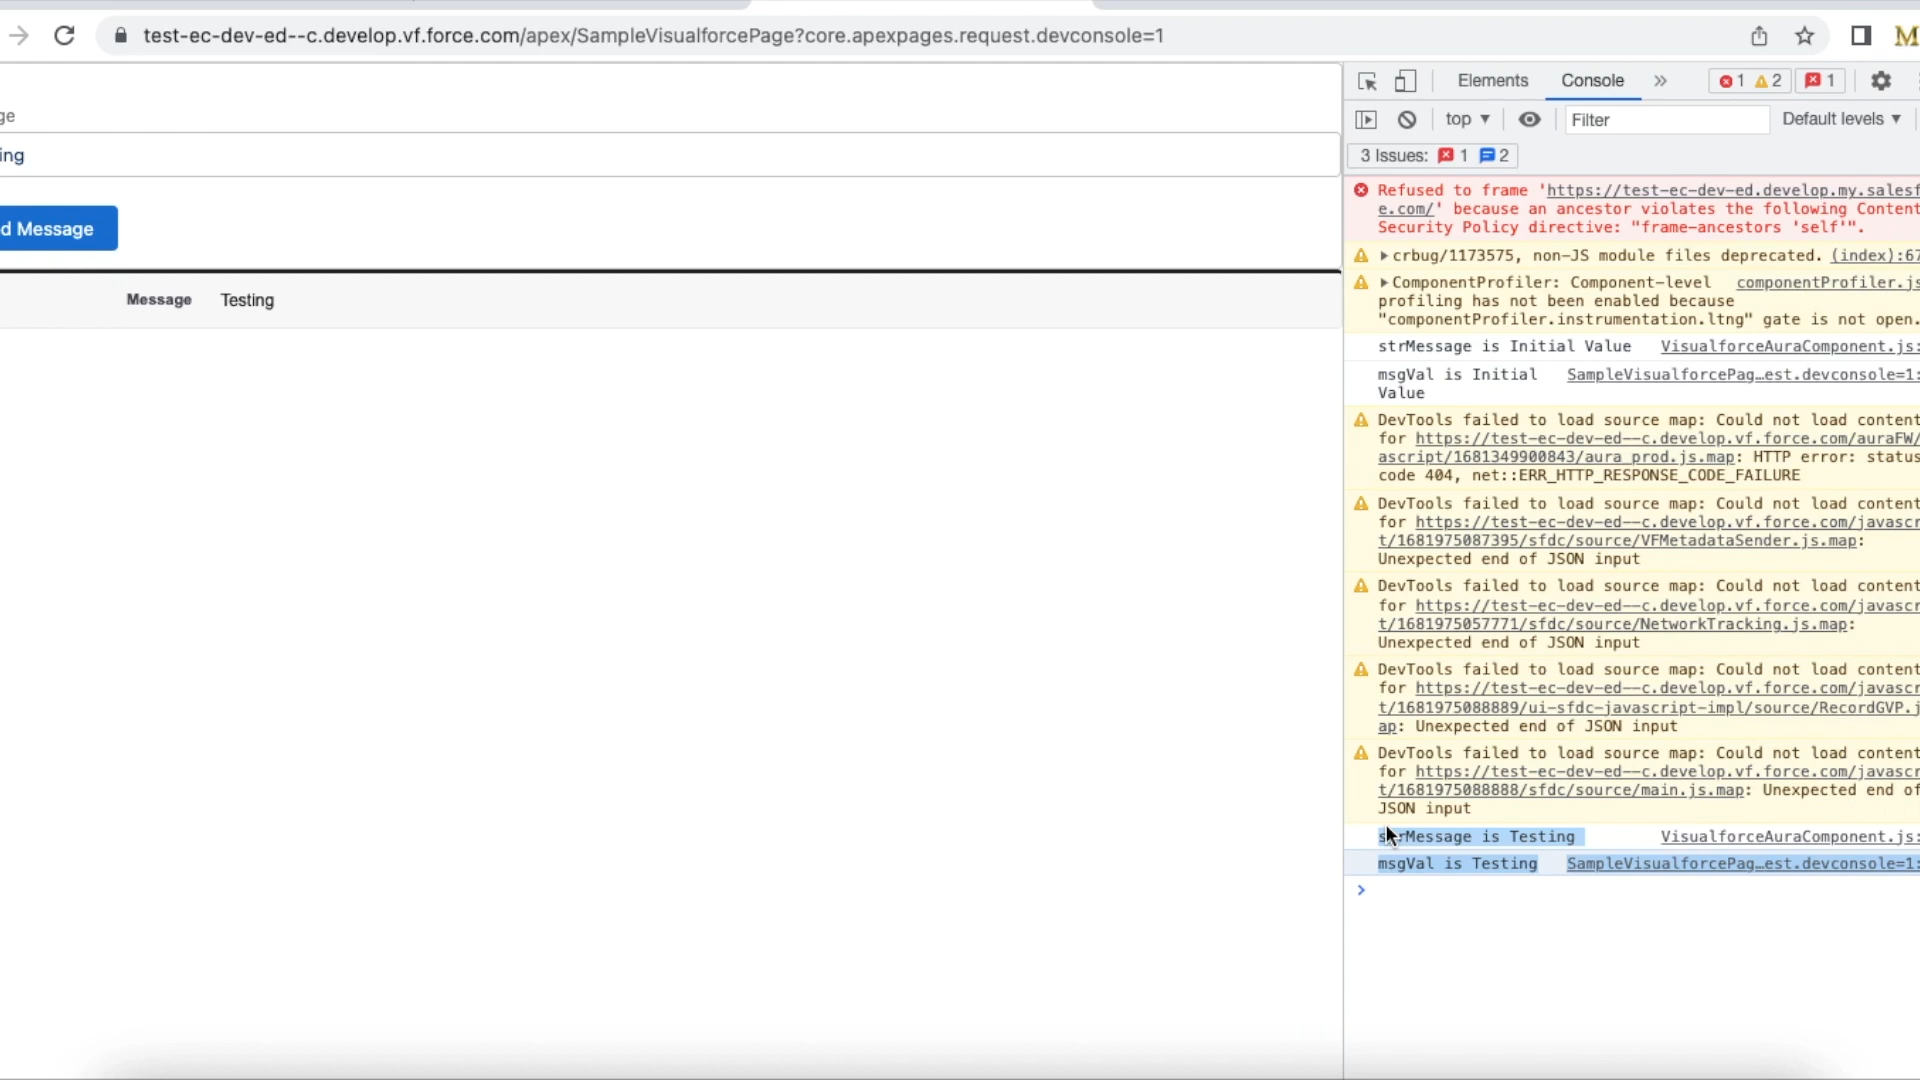 test-ec-dev-ed--c.develop.vf.force.com/apex/SampleVisualforcePage?core.apexpages.request.devconsole=1
M
ge
ing
d Message
Message Testing
Elements Console » 1 2 1
top ▼ Filter Default levels ▼
3 Issues: 1 2
Refused to frame 'https://test-ec-dev-ed.develop.my.salesf
e.com/' because an ancestor violates the following Content
Security Policy directive: "frame-ancestors 'self'".
▶crbug/1173575, non-JS module files deprecated. (index):67
▶ComponentProfiler: Component-level componentProfiler.js
profiling has not been enabled because
"componentProfiler.instrumentation.ltng" gate is not open.
strMessage is Initial Value VisualforceAuraComponent.js:
msgVal is Initial SampleVisualforcePag…est.devconsole=1:
Value
DevTools failed to load source map: Could not load content
for https://test-ec-dev-ed--c.develop.vf.force.com/auraFW/
ascript/1681349900843/aura_prod.js.map: HTTP error: status
code 404, net::ERR_HTTP_RESPONSE_CODE_FAILURE
DevTools failed to load source map: Could not load content
for https://test-ec-dev-ed--c.develop.vf.force.com/javascr
t/1681975087395/sfdc/source/VFMetadataSender.js.map:
Unexpected end of JSON input
DevTools failed to load source map: Could not load content
for https://test-ec-dev-ed--c.develop.vf.force.com/javascr
t/1681975057771/sfdc/source/NetworkTracking.js.map:
Unexpected end of JSON input
DevTools failed to load source map: Could not load content
for https://test-ec-dev-ed--c.develop.vf.force.com/javascr
t/1681975088889/ui-sfdc-javascript-impl/source/RecordGVP.j
ap: Unexpected end of JSON input
DevTools failed to load source map: Could not load content
for https://test-ec-dev-ed--c.develop.vf.force.com/javascr
t/1681975088888/sfdc/source/main.js.map: Unexpected end of
JSON input
strMessage is Testing VisualforceAuraComponent.js:
msgVal is Testing SampleVisualforcePag…est.devconsole=1: